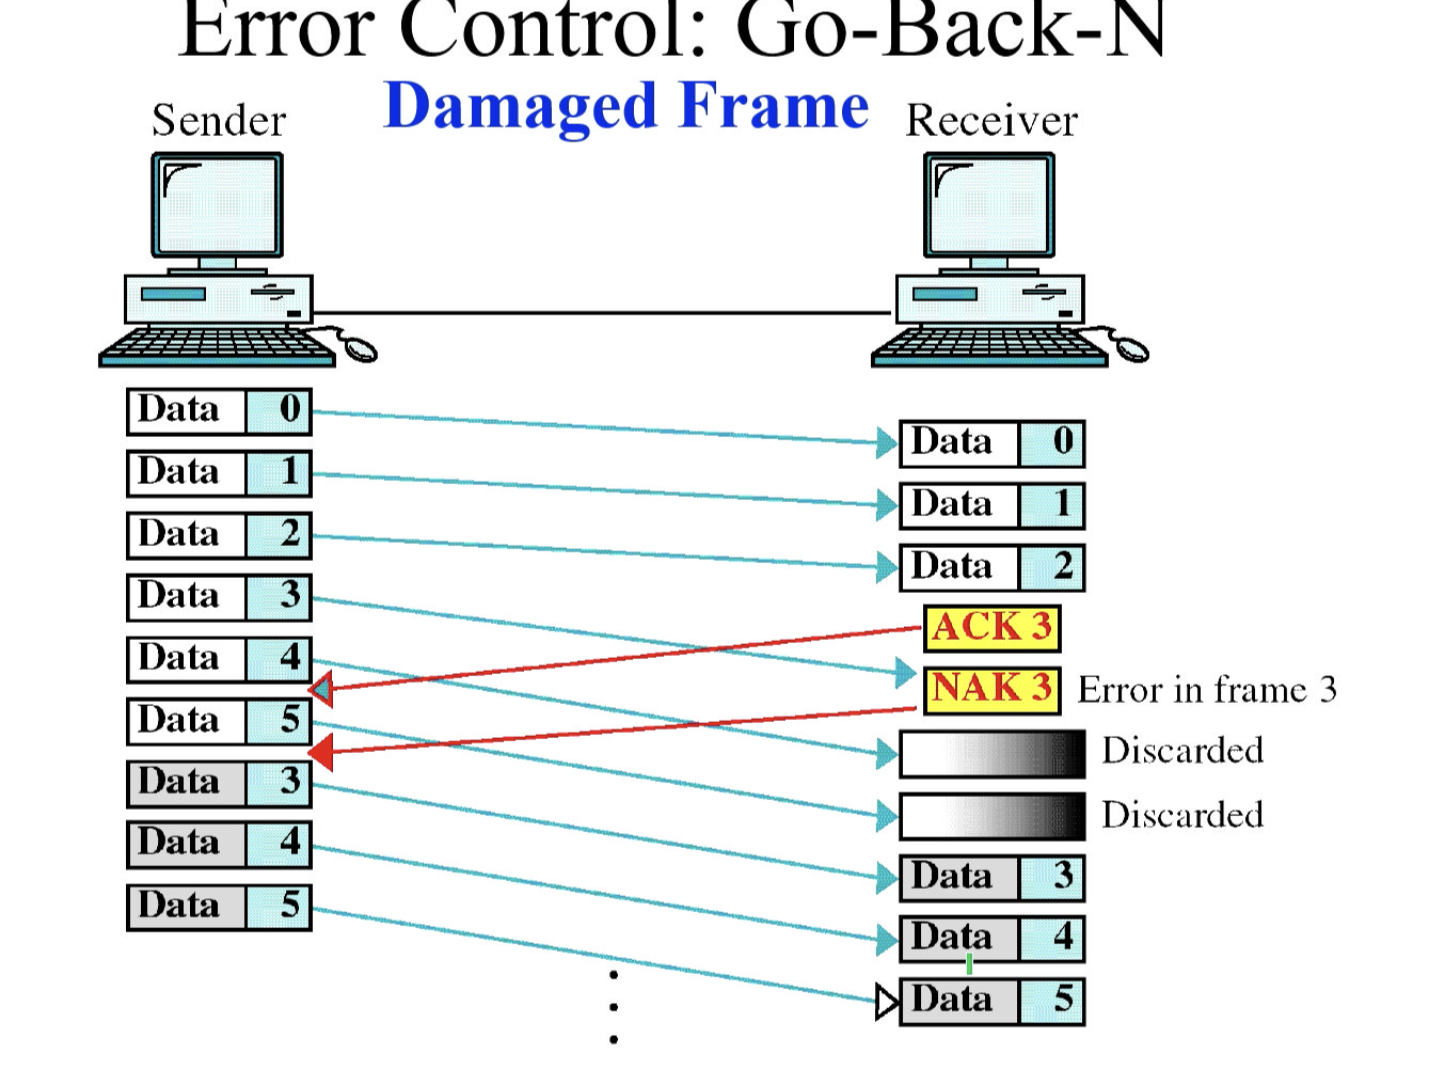 Error Control: Go-Back-N
Damaged Frame
Sender
Receiver
Data 0
Data 1
Data 2
Data 3
Data 4
Data 5
Data 3
Data 4
Data 5
Data 0
Data 1
Data 2
ACK 3
NAK 3 Error in frame 3
Discarded
Discarded
Data 3
Data 4
Data 5